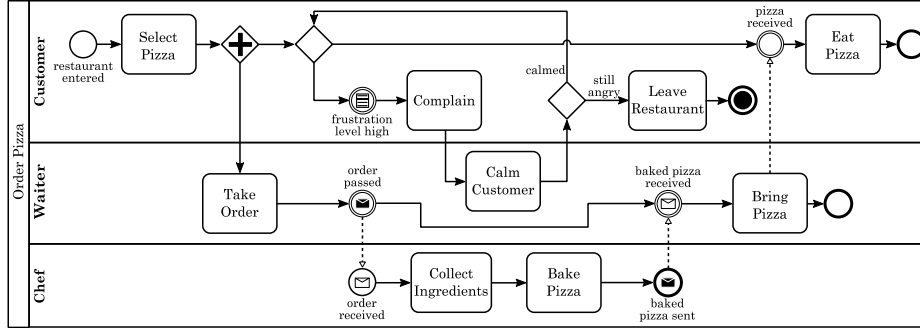 Order Pizza
Customer
restaurant
entered
Select
Pizza
frustration
level high
Complain
calmed
still
angry
Leave
Restaurant
pizza
received
Eat
Pizza
Waiter
Take
Order
order
passed
Calm
Customer
baked pizza
received
Bring
Pizza
Chef
order
received
Collect
Ingredients
Bake
Pizza
baked
pizza sent